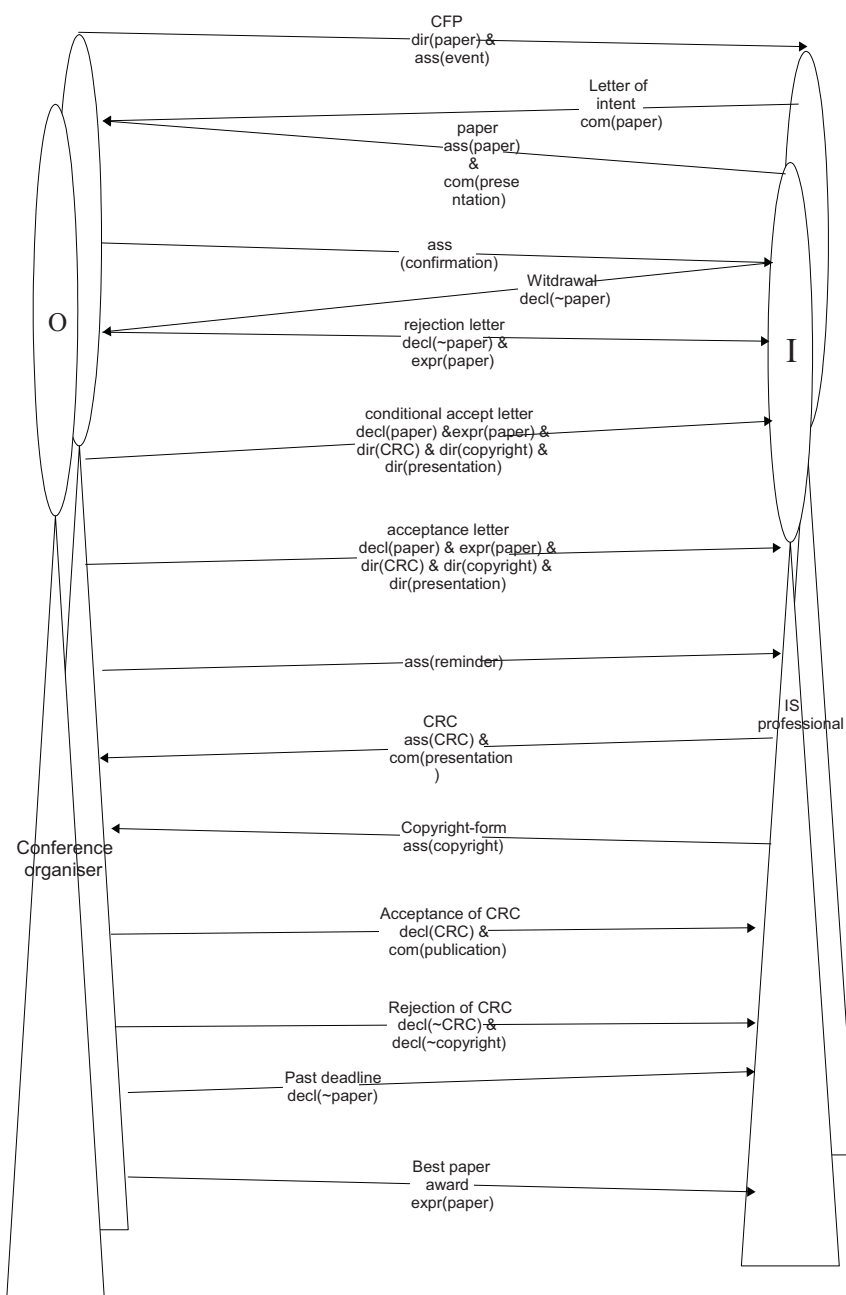 CFP
dir(paper) &
ass(event)
Letter of
intent
com(paper)
paper
ass(paper)
&
com(prese
ntation)
ass
(confirmation)
Witdrawal
decl(~paper)
O
rejection letter
decl(~paper) &
expr(paper)
I
conditional accept letter
decl(paper) &expr(paper) &
dir(CRC) & dir(copyright) &
dir(presentation)
acceptance letter
decl(paper) & expr(paper) &
dir(CRC) & dir(copyright) &
dir(presentation)
ass(reminder)
IS
professional
CRC
ass(CRC) &
com(presentation
)
Copyright-form
ass(copyright)
Conference
organiser
Acceptance of CRC
decl(CRC) &
com(publication)
Rejection of CRC
decl(~CRC) &
decl(~copyright)
Past deadline
decl(~paper)
Best paper
award
expr(paper)